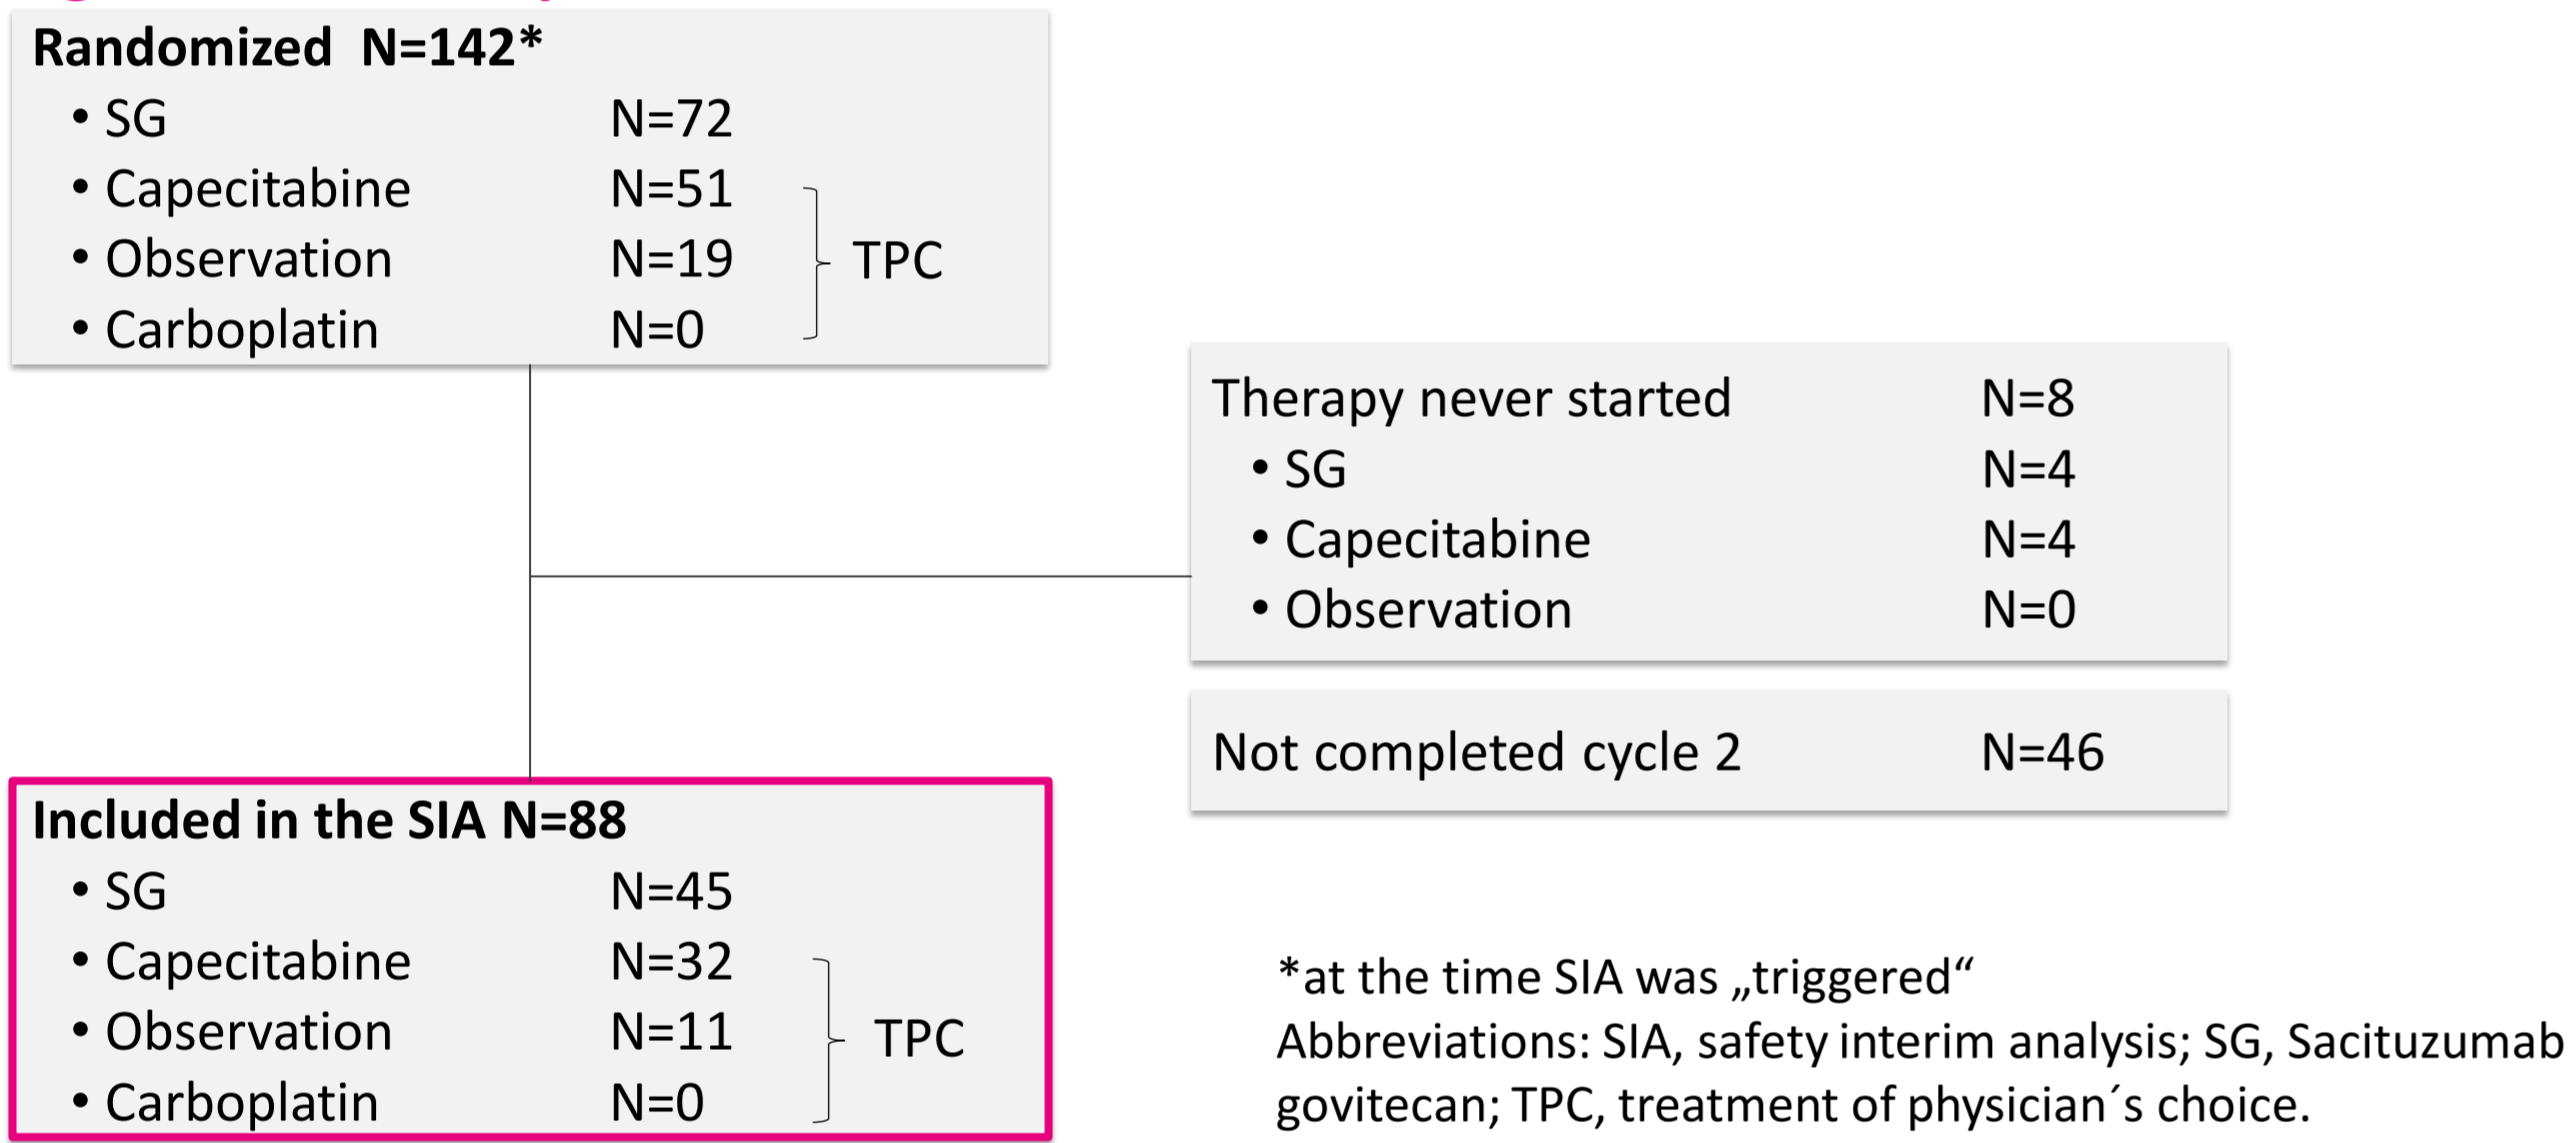 Randomized N=142*
• SG N=72
• Capecitabine N=51
• Observation N=19
• Carboplatin N=0
TPC
Therapy never started N=8
• SG N=4
• Capecitabine N=4
• Observation N=0
Not completed cycle 2 N=46
Included in the SIA N=88
• SG N=45
• Capecitabine N=32
• Observation N=11
• Carboplatin N=0
TPC
*at the time SIA was „triggered“
Abbreviations: SIA, safety interim analysis; SG, Sacituzumab
govitecan; TPC, treatment of physician´s choice.